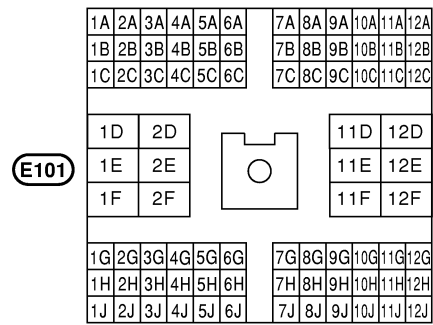 1A 2A 3A 4A 5A 6A 7A 8A 9A 10A 11A 12A
1B 2B 3B 4B 5B 6B 7B 8B 9B 10B 11B 12B
1C 2C 3C 4C 5C 6C 7C 8C 9C 10C 11C 12C
1D 2D 11D 12D
E101 1E 2E 11E 12E
1F 2F 11F 12F
1G 2G 3G 4G 5G 6G 7G 8G 9G 10G 11G 12G
1H 2H 3H 4H 5H 6H 7H 8H 9H 10H 11H 12H
1J 2J 3J 4J 5J 6J 7J 8J 9J 10J 11J 12J